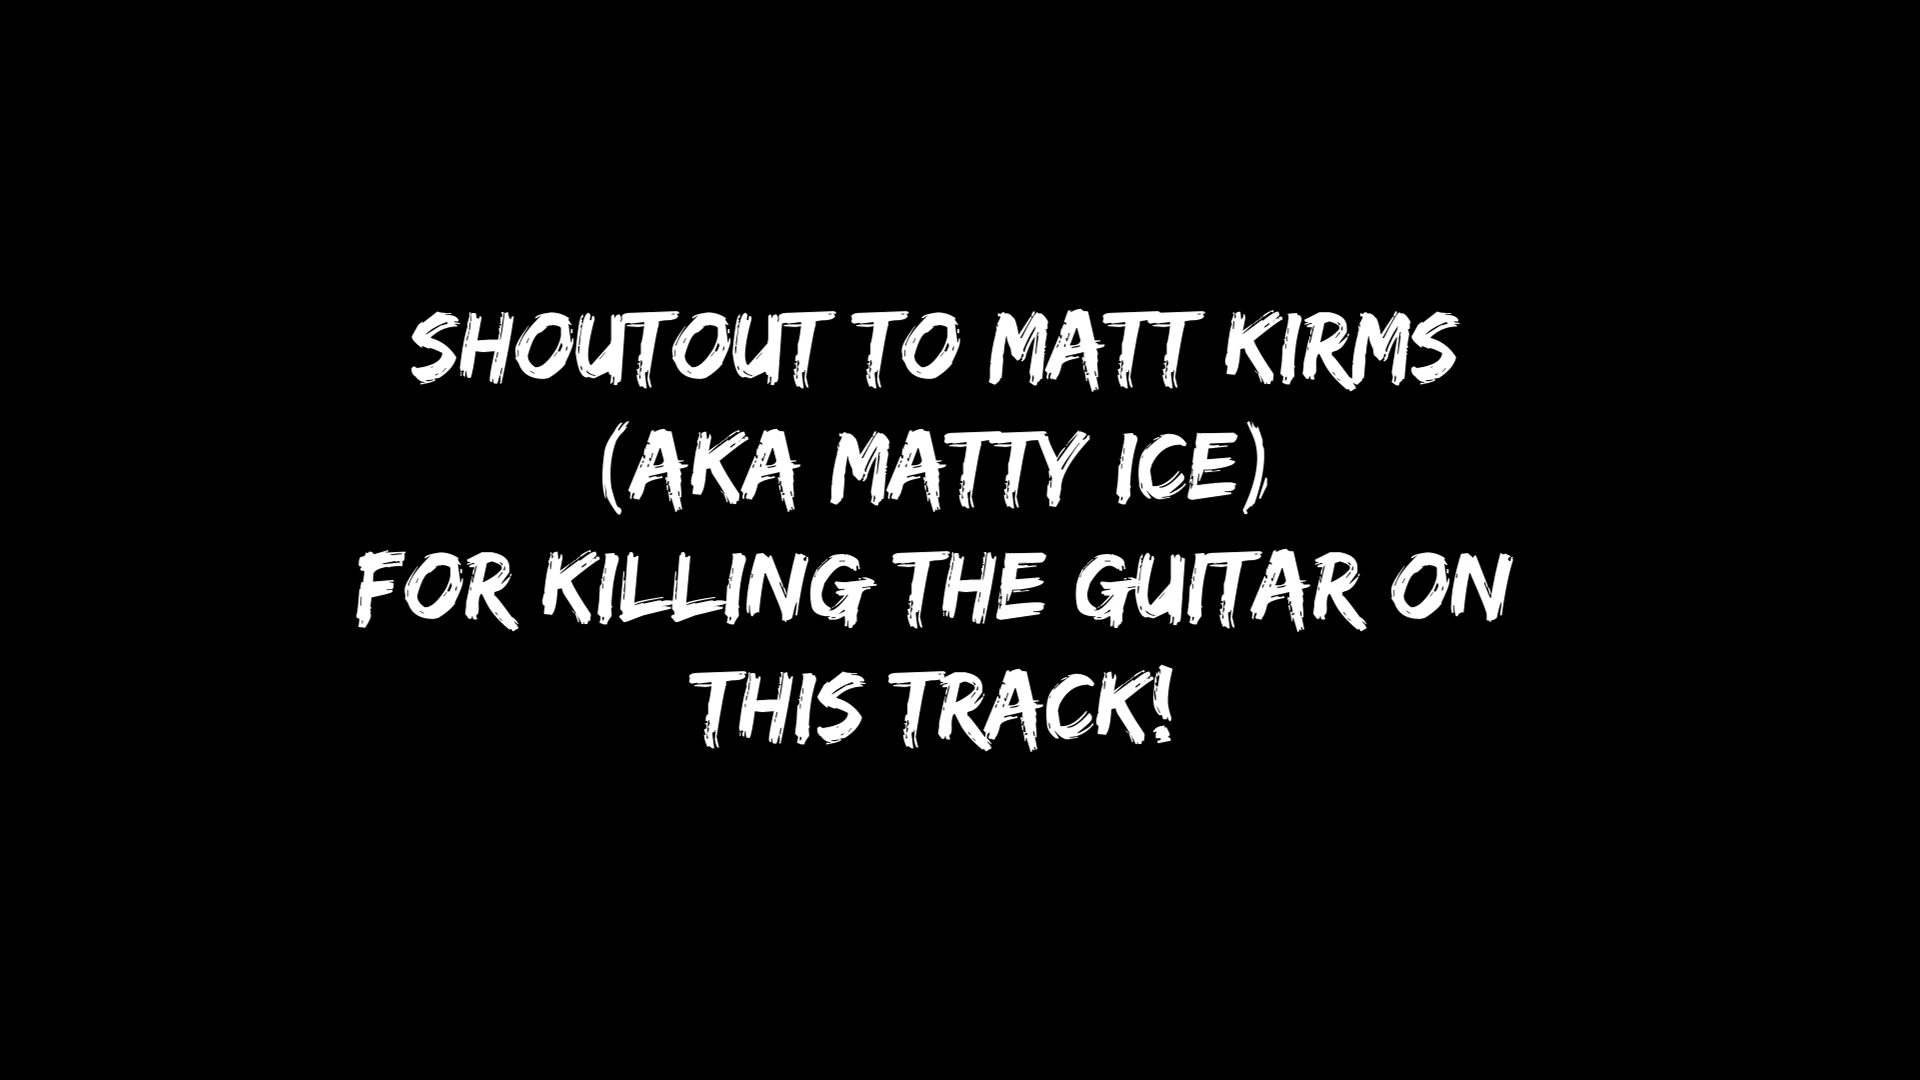 SHOUTOUT TO MATT KIRMS
(AKA MATTY ICE)
FOR KILLING THE GUITAR ON
THIS TRACK!